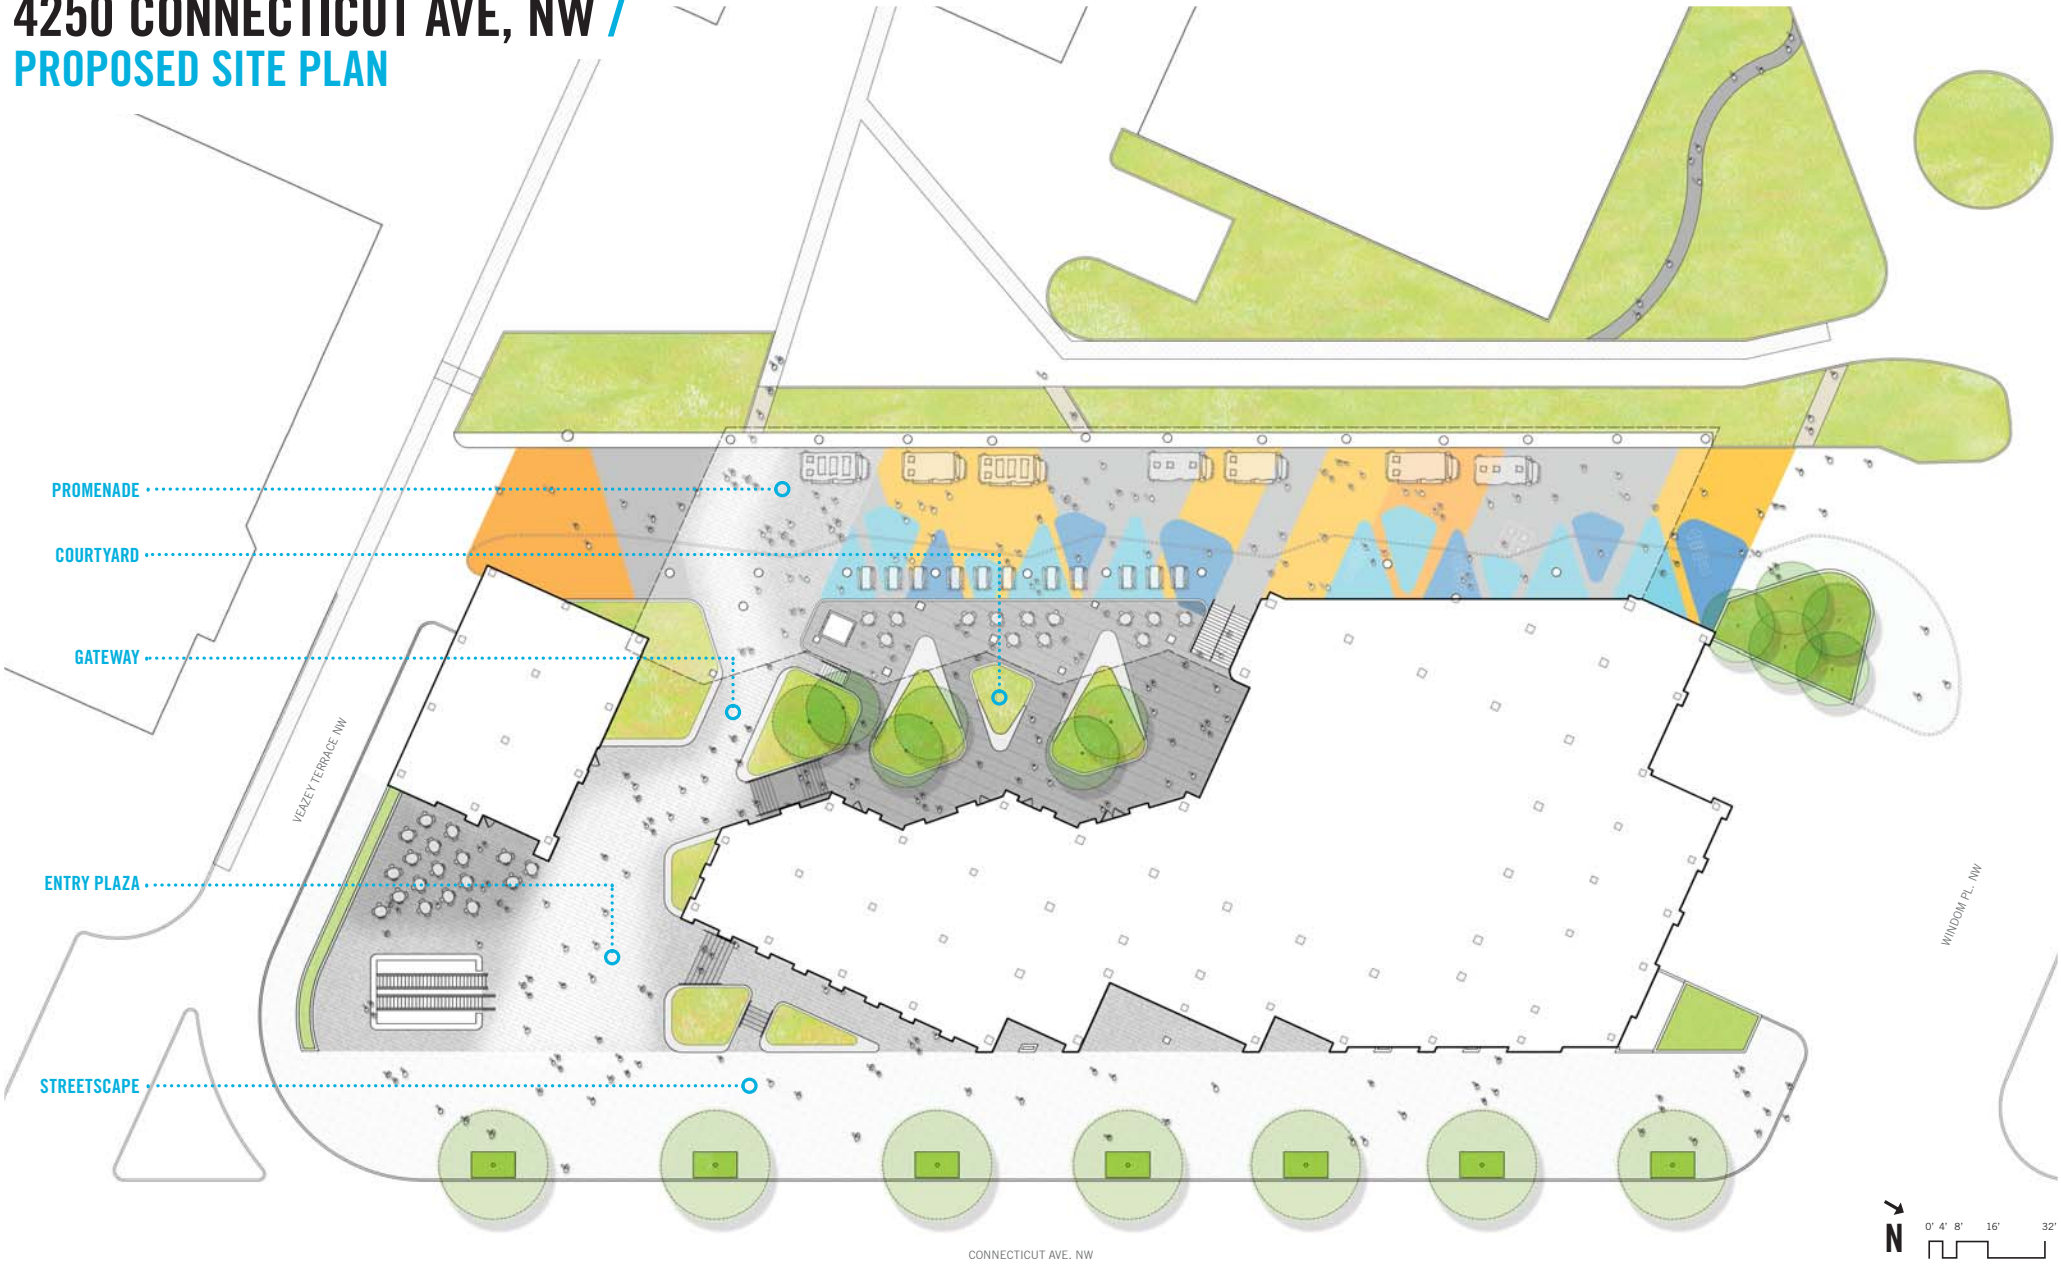 4250 CONNECTICUT AVE, NW /
PROPOSED SITE PLAN
PROMENADE
COURTYARD
GATEWAY
VEAZEY TERRACE NW
ENTRY PLAZA
WINDOM PL. NW
STREETSCAPE
N
0' 4' 8' 16' 32'
CONNECTICUT AVE. NW